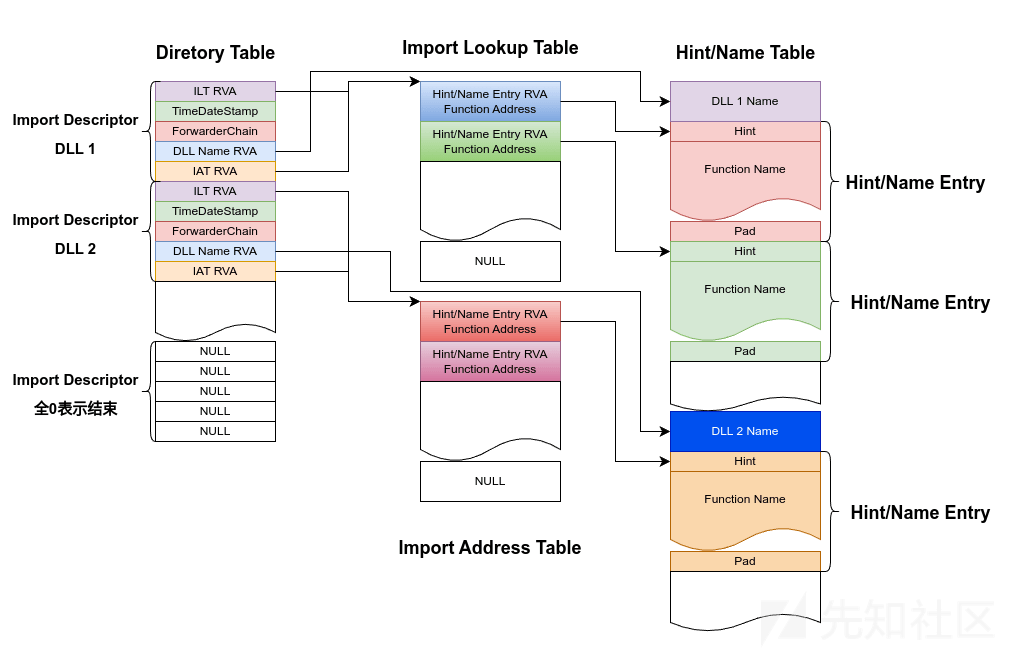 Diretory Table
Import Lookup Table
Hint/Name Table
Import Descriptor
DLL 1
ILT RVA
TimeDateStamp
ForwarderChain
DLL Name RVA
IAT RVA
Import Descriptor
DLL 2
ILT RVA
TimeDateStamp
ForwarderChain
DLL Name RVA
IAT RVA
Import Descriptor
全0表示结束
NULL
NULL
NULL
NULL
NULL
Hint/Name Entry RVA
Function Address
Hint/Name Entry RVA
Function Address
NULL
Hint/Name Entry RVA
Function Address
Hint/Name Entry RVA
Function Address
NULL
Import Address Table
DLL 1 Name
Hint
Function Name
Pad
Hint/Name Entry
Hint
Function Name
Pad
Hint/Name Entry
DLL 2 Name
Hint
Function Name
Pad
Hint/Name Entry
先知社区